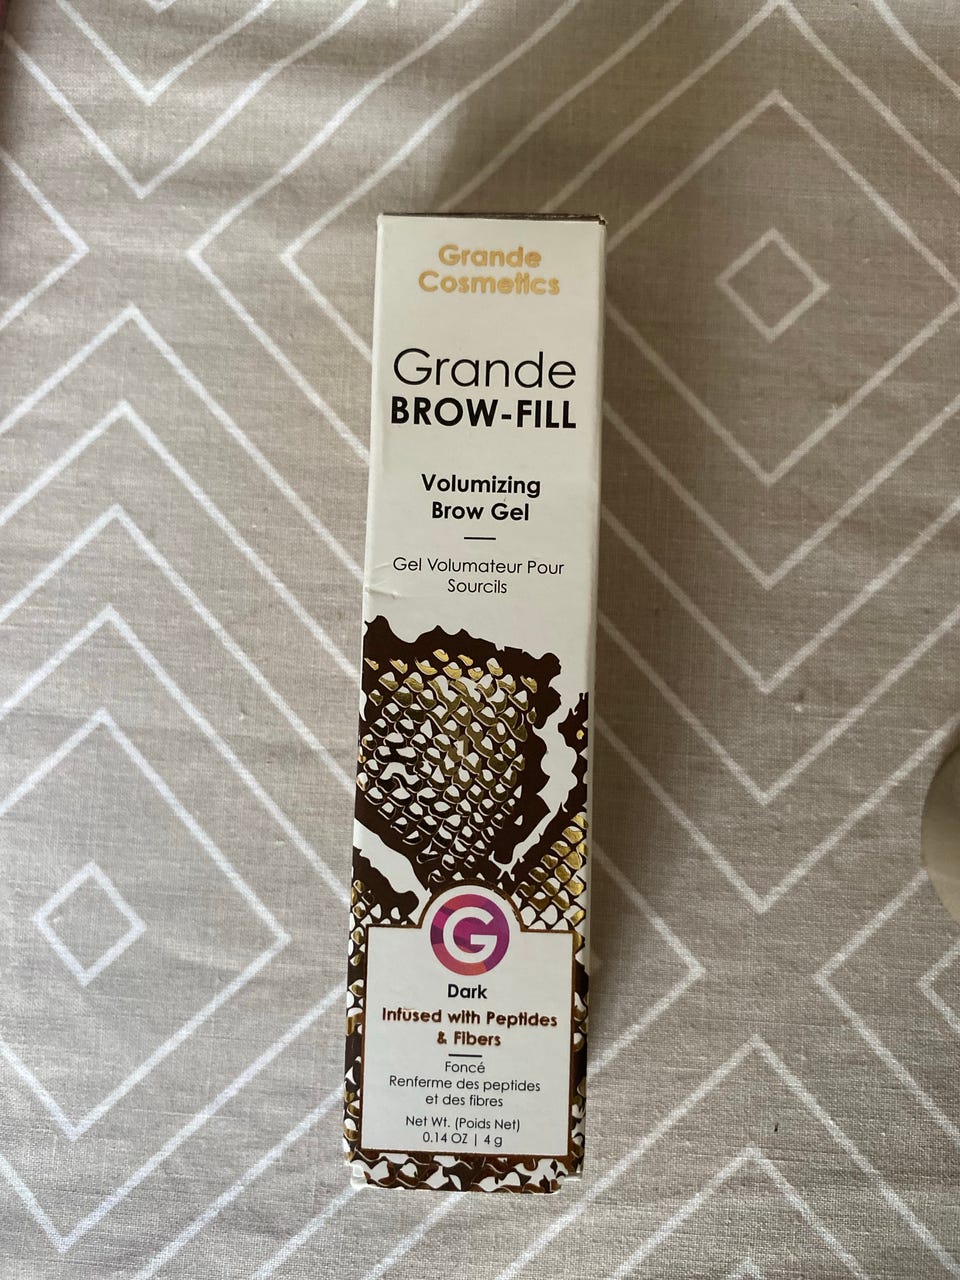 Grande
Cosmetics
Grande
BROW-FILL
Volumizing
Brow Gel
Gel Volumateur Pour
Sourcils
G
Dark
Infused with Peptides
& Fibers
Foncé
Renferme des peptides
et des fibres
Net Wt. (Poids Net)
0.14 OZ | 4 g